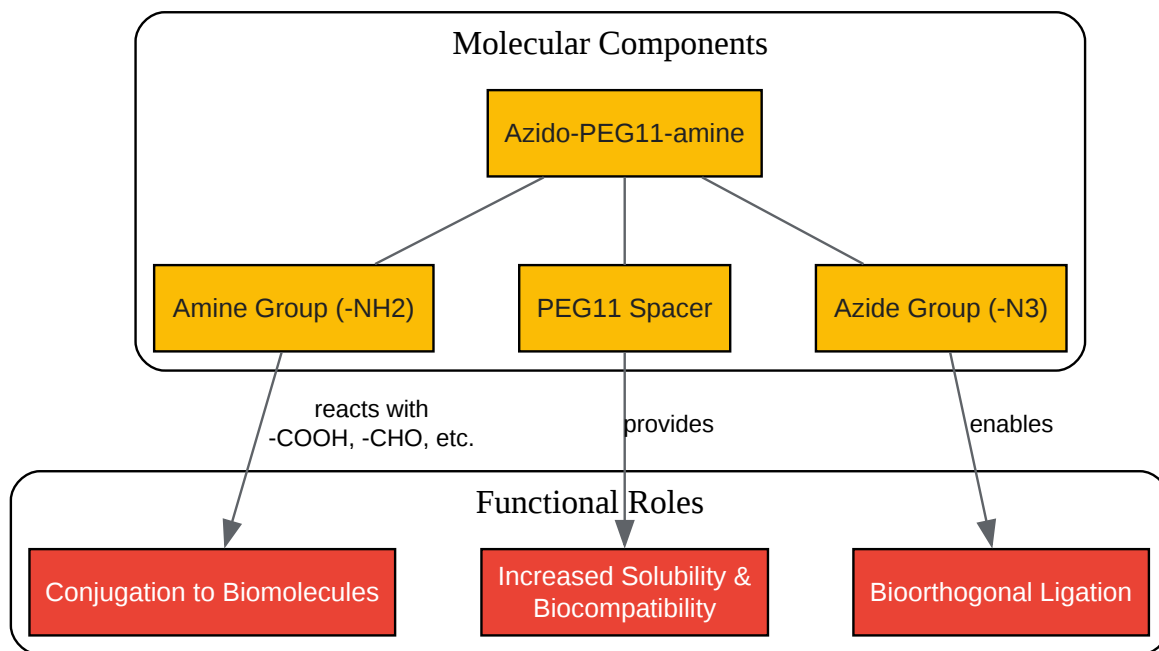 Molecular Components
Azido-PEG11-amine
Amine Group (-NH2)
PEG11 Spacer
Azide Group (-N3)
reacts with
-COOH, -CHO, etc.
provides
enables
Functional Roles
Conjugation to Biomolecules
Increased Solubility &
Biocompatibility
Bioorthogonal Ligation